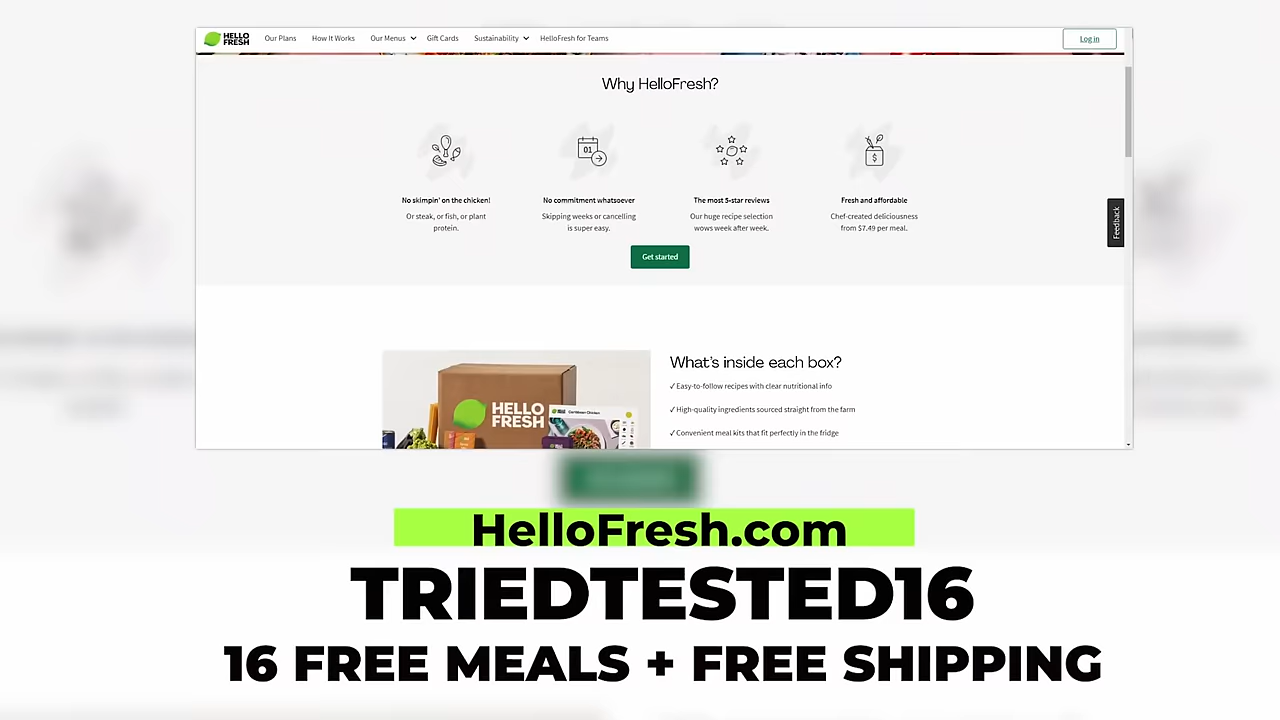 HELLO
FRESH
Our Plans How It Works Our Menus Gift Cards Sustainability HelloFresh for Teams Log in
Why HelloFresh?
01
$
No skimpin' on the chicken! No commitment whatsoever The most 5-star reviews Fresh and affordable
Or steak, or fish, or plant Skipping weeks or cancelling Our huge recipe selection Chef-created deliciousness
protein. is super easy. wows week after week. from $7.49 per meal.
Feedback
Get started
What's inside each box?
✓ Easy-to-follow recipes with clear nutritional info
✓ High-quality ingredients sourced straight from the farm
✓ Convenient meal kits that fit perfectly in the fridge
HELLO
FRESH
HelloFresh.com
TRIEDTESTED16
16 FREE MEALS + FREE SHIPPING